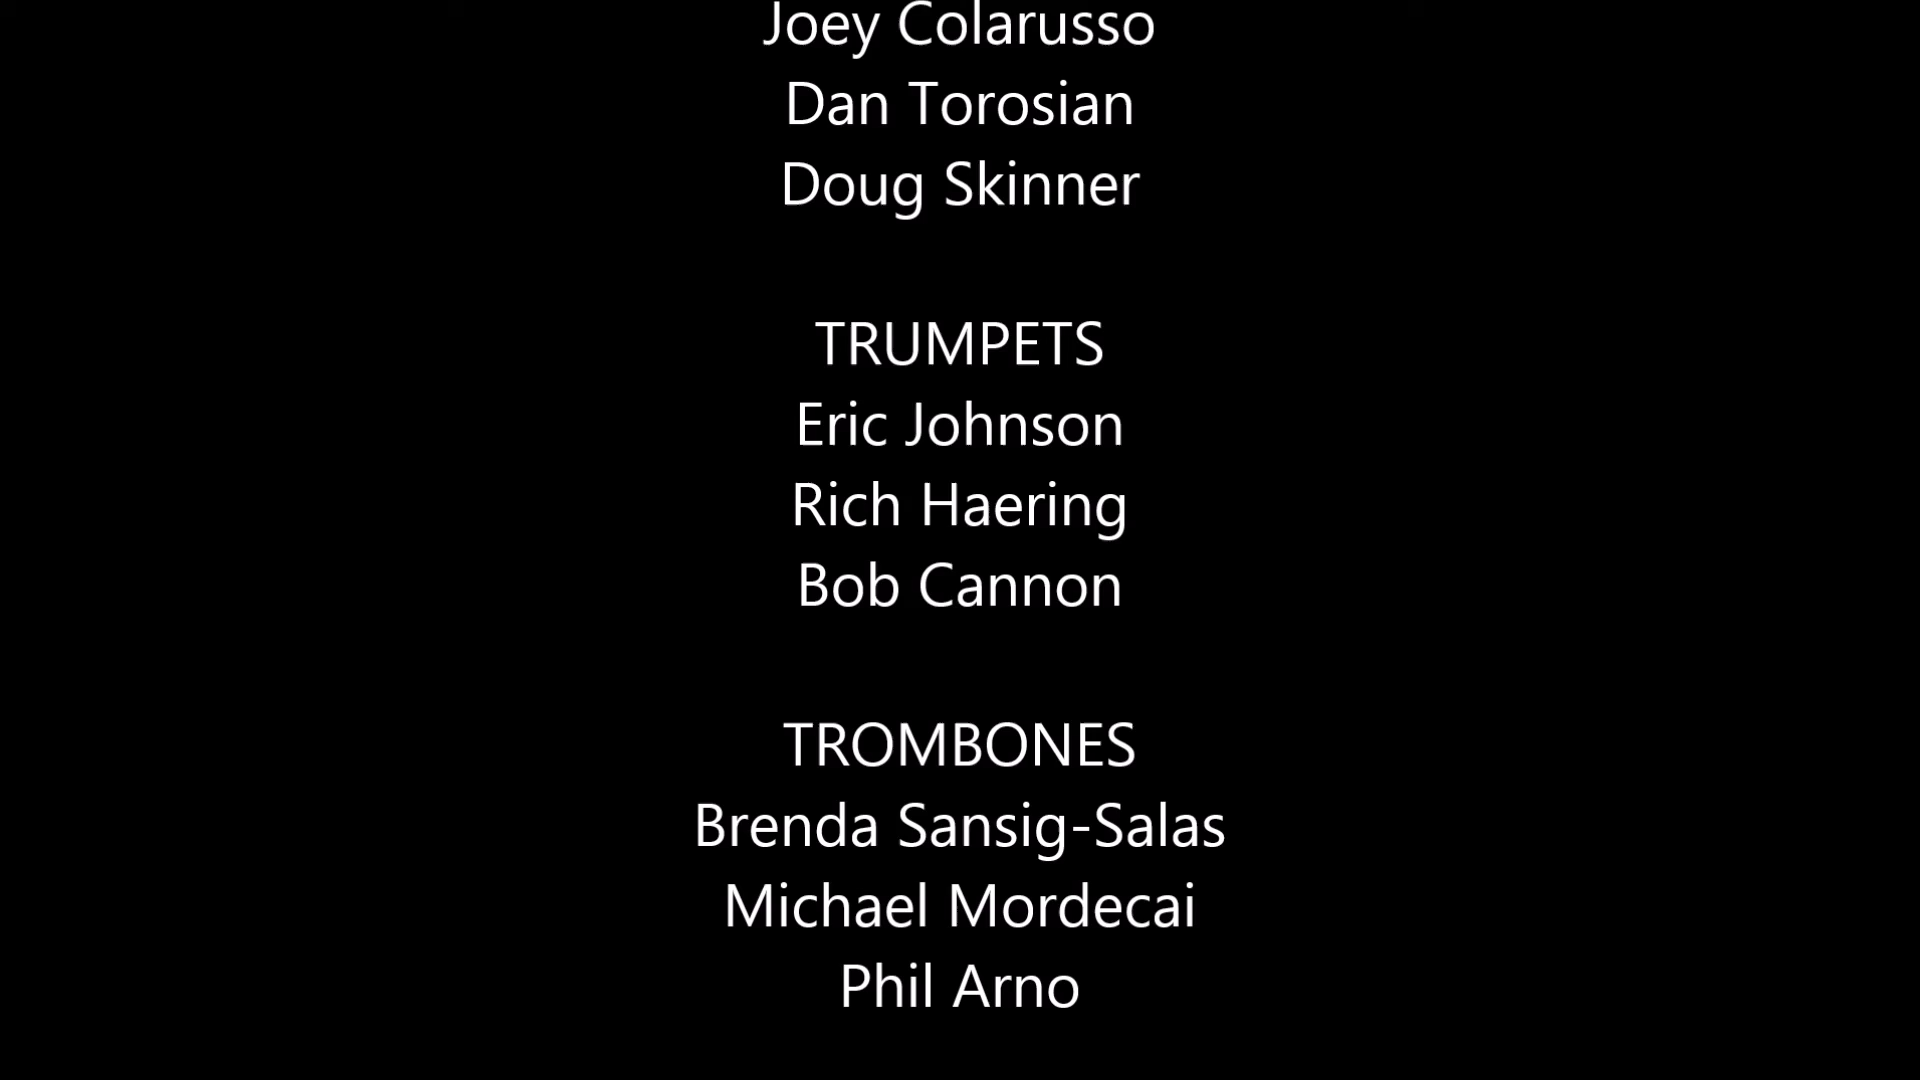 Joey Colarusso
Dan Torosian
Doug Skinner
TRUMPETS
Eric Johnson
Rich Haering
Bob Cannon
TROMBONES
Brenda Sansig-Salas
Michael Mordecai
Phil Arno